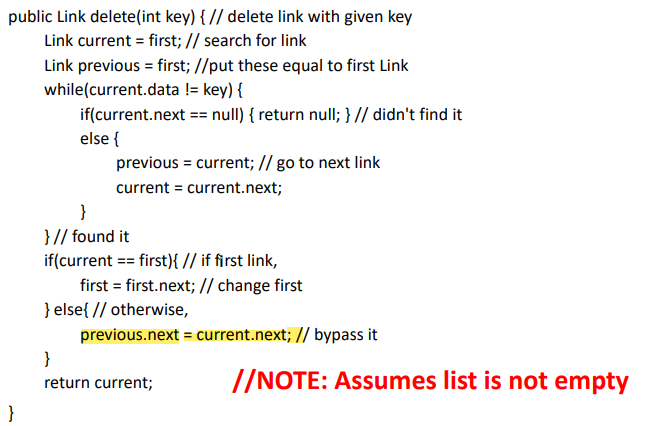 public Link delete(int key) { // delete link with given key
Link current = first; // search for link
Link previous = first; //put these equal to first Link
while(current.data != key) {
if(current.next == null) { return null; } // didn't find it
else {
previous = current; // go to next link
current = current.next;
}
} // found it
if(current == first){ // if first link,
first = first.next; // change first
} else{ // otherwise,
previous.next = current.next; // bypass it
}
return current; //NOTE: Assumes list is not empty
}